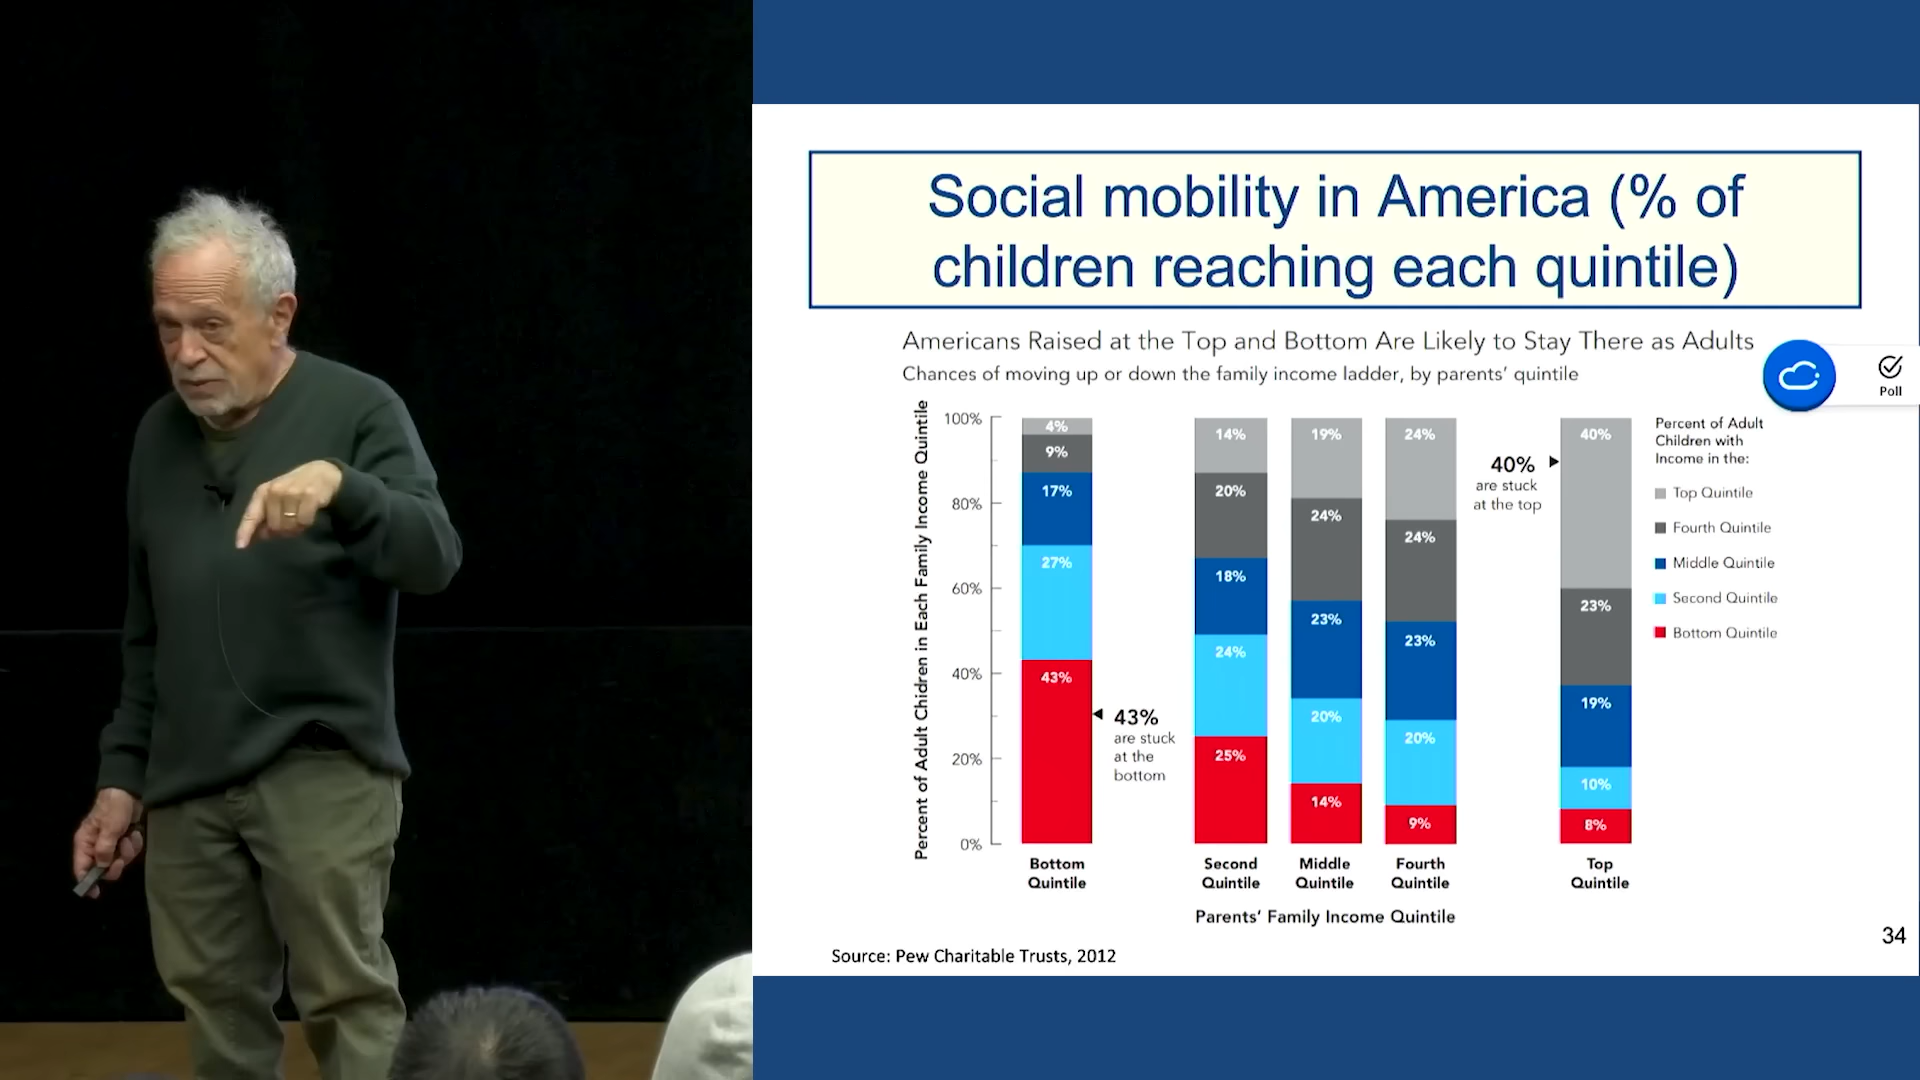 Social mobility in America (% of
children reaching each quintile)
Americans Raised at the Top and Bottom Are Likely to Stay There as Adults
Chances of moving up or down the family income ladder, by parents' quintile
Poll
Percent of Adult Chidren in Each Family Income Quintile
100%
80%
60%
40%
20%
0%
4%
9%
17%
27%
43%
43%
are stuck
at the
bottom
14%
20%
18%
24%
25%
19%
24%
23%
20%
14%
24%
24%
23%
20%
9%
40%
are stuck
at the top
40%
23%
19%
10%
8%
Percent of Adult
Children with
Income in the:
Top Quintile
Fourth Quintile
Middle Quintile
Second Quintile
Bottom Quintile
Bottom
Quintile
Second
Quintile
Middle
Quintile
Fourth
Quintile
Top
Quintile
Parents' Family Income Quintile
34
Source: Pew Charitable Trusts, 2012